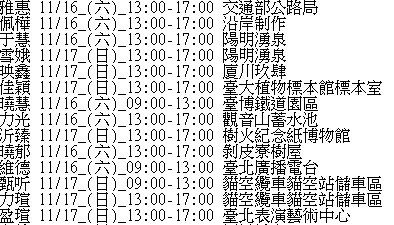 雅惠 11/16_(六)_13:00-17:00 交通部公路局
佩樺 11/16_(六)_13:00-17:00 沿岸制作
于慧 11/16_(六)_13:00-17:00 陽明湧泉
雪娥 11/17_(日)_13:00-17:00 陽明湧泉
映鑫 11/17_(日)_13:00-17:00 廈川玖肆
佳穎 11/17_(日)_13:00-17:00 臺大植物標本館標本室
曉慧 11/16_(六)_09:00-13:00 臺博鐵道園區
力光 11/16_(六)_13:00-17:00 觀音山蓄水池
沂臻 11/17_(日)_13:00-17:00 樹火紀念紙博物館
曉郁 11/16_(六)_13:00-17:00 剝皮寮樹屋
維德 11/16_(六)_09:00-13:00 臺北廣播電台
甄昕 11/17_(日)_09:00-13:00 貓空纜車貓空站儲車區
力瑄 11/17_(日)_13:00-17:00 貓空纜車貓空站儲車區
盈瑄 11/17_(日)_13:00-17:00 臺北表演藝術中心